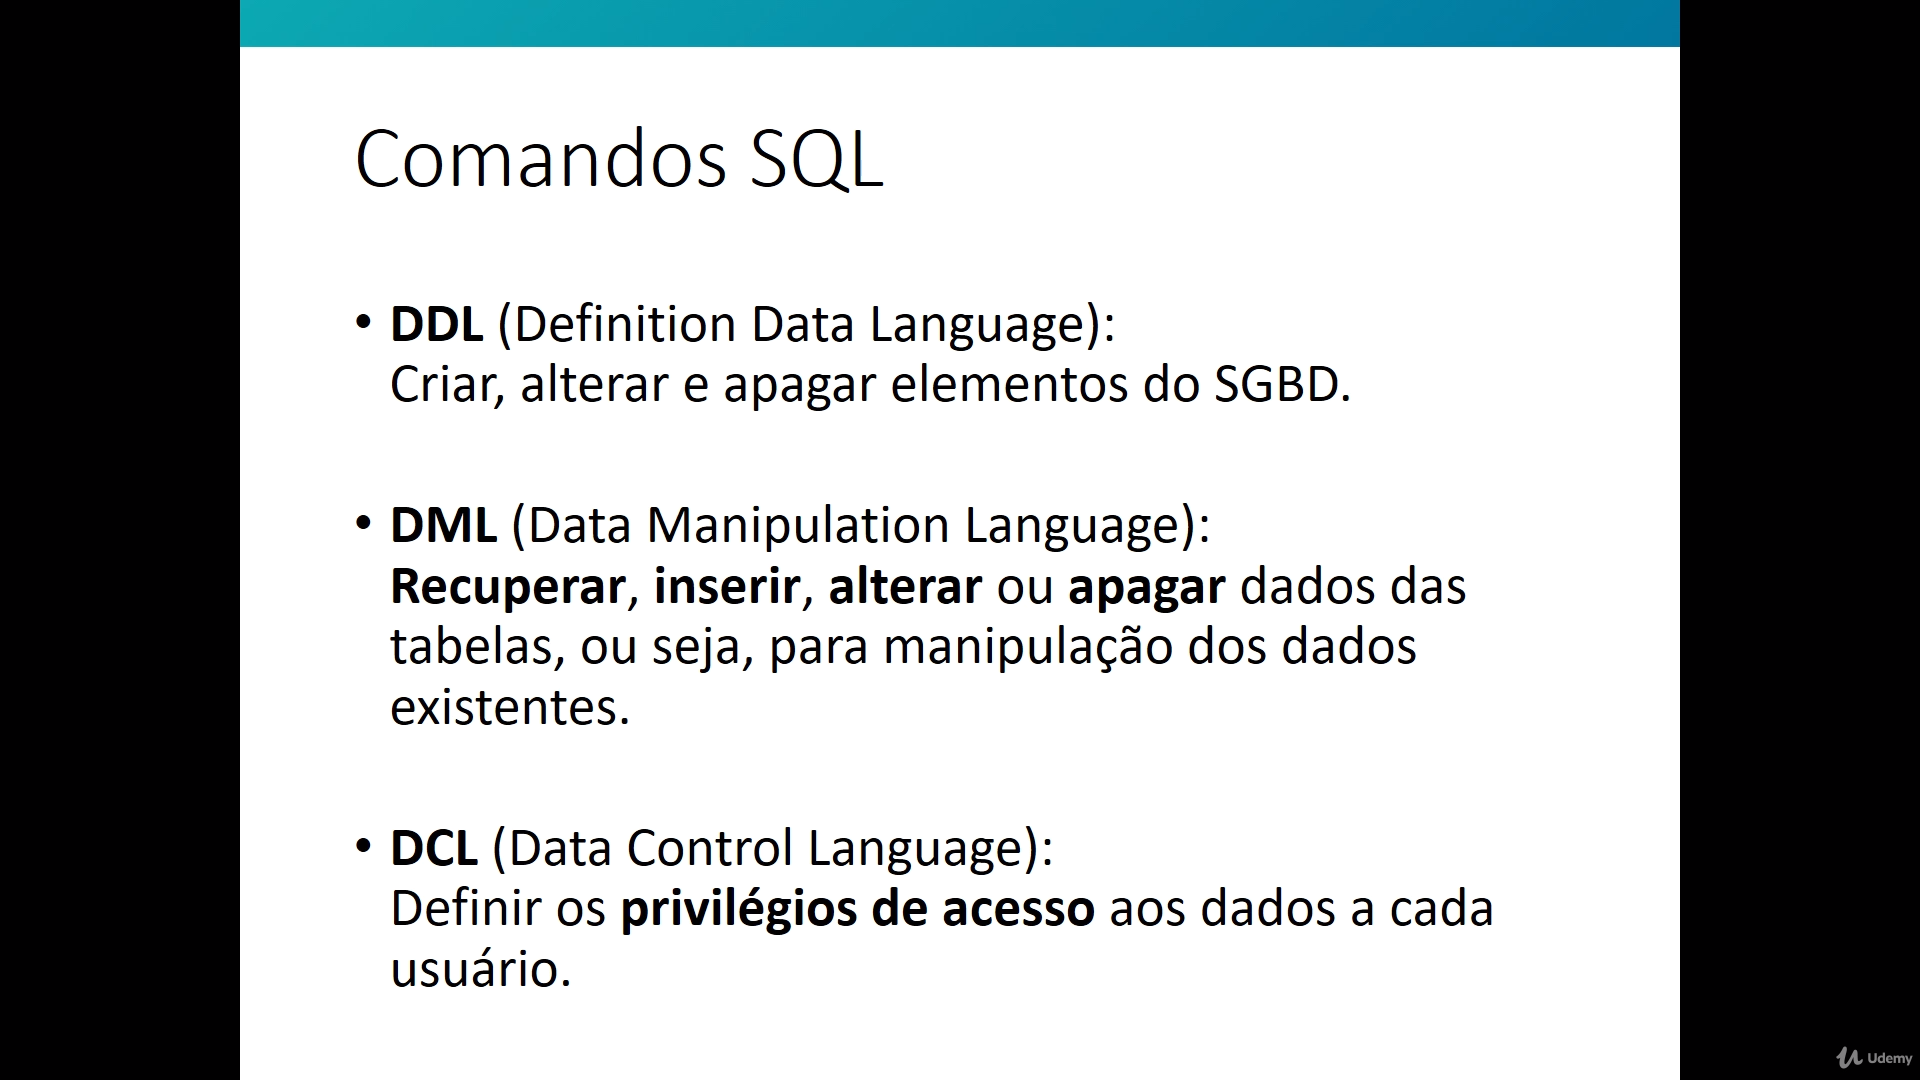 Comandos SQL
• DDL (Definition Data Language):
Criar, alterar e apagar elementos do SGBD.
• DML (Data Manipulation Language):
Recuperar, inserir, alterar ou apagar dados das
tabelas, ou seja, para manipulação dos dados
existentes.
• DCL (Data Control Language):
Definir os privilégios de acesso aos dados a cada
usuário.
Udemy